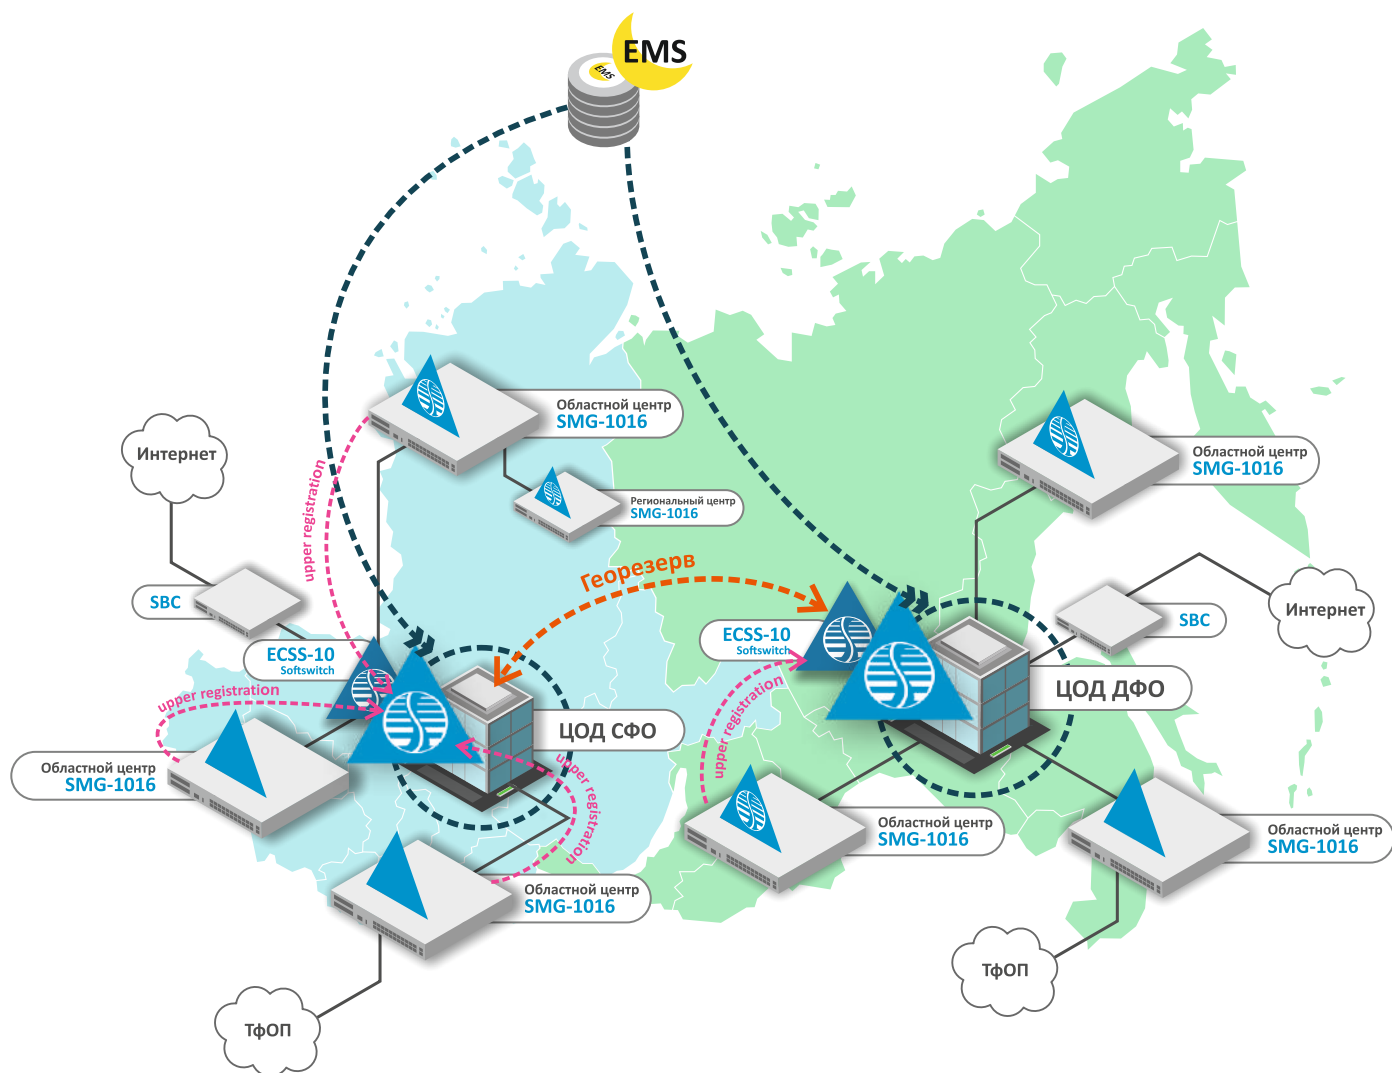 EMS
EMS
Областной центр
SMG-1016
Интернет
Областной центр
SMG-1016
upper registration
Региональный центр
SMG-1016
Георезерв
SBC
Интернет
SBC
ECSS-10
Softswitch
ECSS-10
Softswitch
upper registration
ЦОД СФО
ЦОД ДФО
upper registration
Областной центр
SMG-1016
upper registration
Областной центр
SMG-1016
Областной центр
SMG-1016
Областной центр
SMG-1016
ТфОП
ТфОП